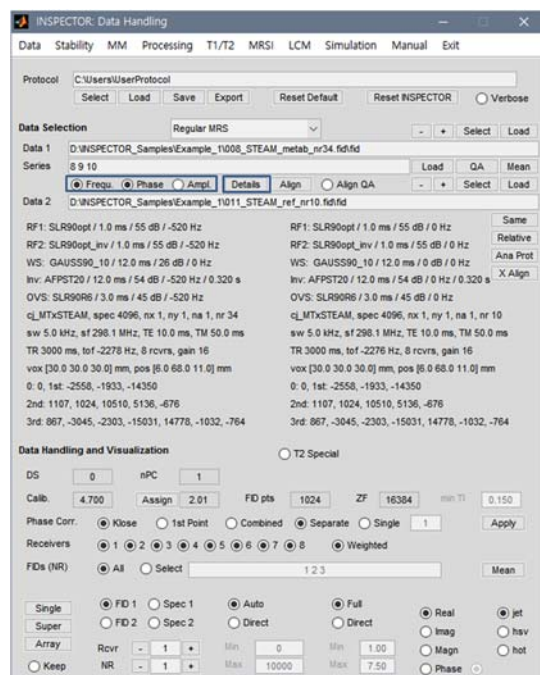 INSPECTOR: Data Handling
Data Stability MM Processing T1/T2 MRSI LCM Simulation Manual Exit
Protocol C:\Users\UserProtocol
Select Load Save Export Reset Default Reset INSPECTOR Verbose
Data Selection Regular MRS - + Select Load
Data 1 D:\INSPECTOR_Samples\Example_1\008_STEAM_metab_nr34.fid\fid
Series 8 9 10 Load QA Mean
Frequ. Phase Ampl. Details Align Align QA - + Select Load
Data 2 D:\INSPECTOR_Samples\Example_1\011_STEAM_ref_nr10.fid\fid
Same
RF1: SLR90opt / 1.0 ms / 55 dB / -520 Hz RF1: SLR90opt / 1.0 ms / 55 dB / 0 Hz
Relative
RF2: SLR90opt_inv / 1.0 ms / 55 dB / -520 Hz RF2: SLR90opt_inv / 1.0 ms / 55 dB / 0 Hz
Ana Prot
WS: GAUSS90_10 / 12.0 ms / 26 dB / 0 Hz WS: GAUSS90_10 / 12.0 ms / 0 dB / 0 Hz
X Align
Inv: AFPST20 / 12.0 ms / 54 dB / -520 Hz / 0.320 s Inv: AFPST20 / 12.0 ms / 54 dB / 0 Hz / 0.320 s
OVS: SLR90R6 / 3.0 ms / 45 dB / -520 Hz OVS: SLR90R6 / 3.0 ms / 45 dB / 0 Hz
cj_MTxSTEAM, spec 4096, nx 1, ny 1, na 1, nr 34 cj_MTxSTEAM, spec 4096, nx 1, ny 1, na 1, nr 10
sw 5.0 kHz, sf 298.1 MHz, TE 10.0 ms, TM 50.0 ms sw 5.0 kHz, sf 298.1 MHz, TE 10.0 ms, TM 50.0 ms
TR 3000 ms, tof -2278 Hz, 8 rcvrs, gain 16 TR 3000 ms, tof -2276 Hz, 8 rcvrs, gain 16
vox [30.0 30.0 30.0] mm, pos [6.0 68.0 11.0] mm vox [30.0 30.0 30.0] mm, pos [6.0 68.0 11.0] mm
0: 0, 1st: -2558, -1933, -14350 0: 0, 1st: -2558, -1933, -14350
2nd: 1107, 1024, 10510, 5136, -676 2nd: 1107, 1024, 10510, 5136, -676
3rd: 867, -3045, -2303, -15031, 14778, -1032, -764 3rd: 867, -3045, -2303, -15031, 14778, -1032, -764
Data Handling and Visualization T2 Special
DS 0 nPC 1
Calib. 4.700 Assign 2.01 FID pts 1024 ZF 16384 min TI 0.150
Phase Corr. Klose 1st Point Combined Separate Single 1 Apply
Receivers 1 2 3 4 5 6 7 8 Weighted
FIDs (NR) All Select 1 2 3 Mean
Single FID 1 Spec 1 Auto Full Real jet
Super FID 2 Spec 2 Direct Direct Imag hsv
Array Rcvr - 1 + Min 0 Min 1.00 Magn hot
Keep NR - 1 + Max 10000 Max 7.50 Phase